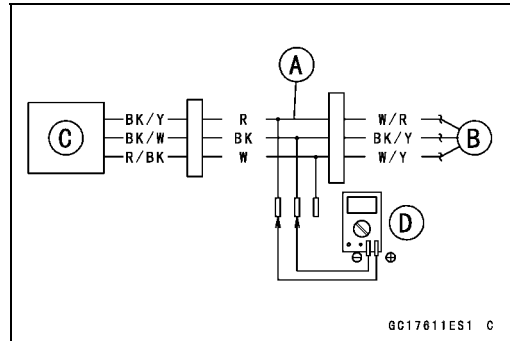 A
BK/Y R W/R
C BK/W BK BK/Y B
R/BK W W/Y
D
⊖ ⊕
GC17611ES1 C